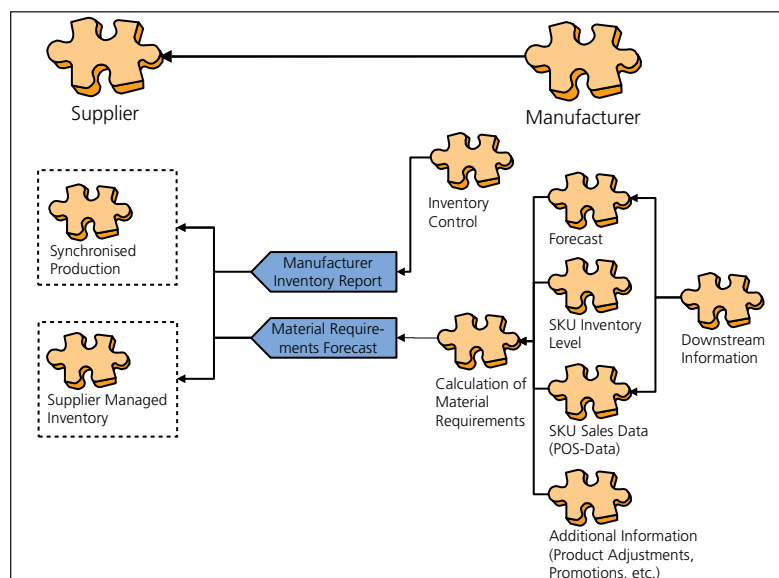 Supplier
Manufacturer
Inventory
Control
Synchronised
Production
Manufacturer
Inventory Report
Forecast
SKU Inventory
Level
Downstream
Information
Material Require-
ments Forecast
Supplier Managed
Inventory
Calculation of
Material
Requirements
SKU Sales Data
(POS-Data)
Additional Information
(Product Adjustments,
Promotions, etc.)